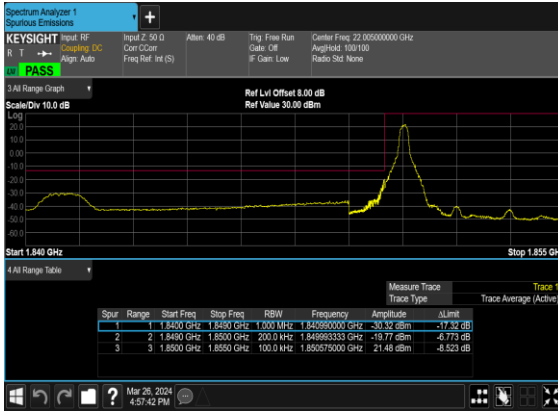 Spectrum Analyzer 1
Spurious Emissions
+
KEYSIGHT Input: RF Input Z: 50 Ω Atten: 40 dB Trig: Free Run Center Freq: 22.005000000 GHz
R T Coupling: DC Corr CCorr Gate: Off Avg|Hold: 100/100
Align: Auto Freq Ref: Int (S) IF Gain: Low Radio Std: None
PASS
3 All Range Graph
Ref Lvl Offset 8.00 dB
Scale/Div 10.0 dB Ref Value 30.00 dBm
Log
20.0
10.0
0.00
-10.0
-20.0
-30.0
-40.0
-50.0
-60.0
Start 1.840 GHz Stop 1.855 GH
4 All Range Table
Measure Trace Trace 1
Trace Type Trace Average (Active)
Spur Range Start Freq Stop Freq RBW Frequency Amplitude ΔLimit
1 1 1.8400 GHz 1.8490 GHz 1.000 MHz 1.840990000 GHz -30.32 dBm -17.32 dB
2 2 1.8490 GHz 1.8500 GHz 200.0 kHz 1.849993333 GHz -19.77 dBm -6.773 dB
3 3 1.8500 GHz 1.8550 GHz 100.0 kHz 1.850575000 GHz 21.48 dBm -8.523 dB
? Mar 26, 2024
4:57:42 PM